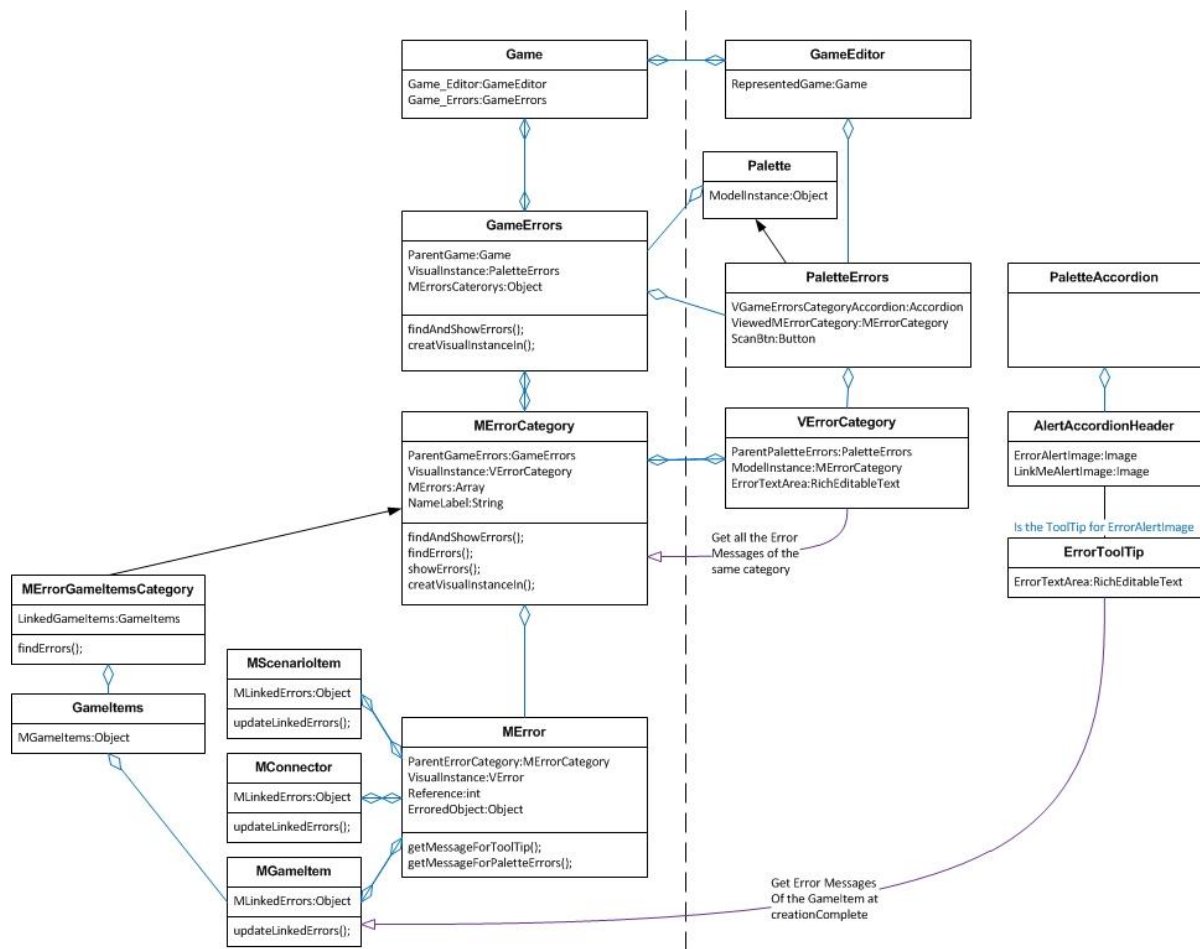 Game
Game_Editor:GameEditor
Game_Errors:GameErrors
GameEditor
RepresentedGame:Game
Palette
ModelInstance:Object
GameErrors
ParentGame:Game
VisualInstance:PaletteErrors
MErrorsCaterorys:Object
findAndShowErrors();
creatVisualInstanceIn();
PaletteErrors
VGameErrorsCategoryAccordion:Accordion
ViewedMErrorCategory:MErrorCategory
ScanBtn:Button
PaletteAccordion
MErrorCategory
ParentGameErrors:GameErrors
VisualInstance:VErrorCategory
MErrors:Array
NameLabel:String
findAndShowErrors();
findErrors();
showErrors();
creatVisualInstanceIn();
VErrorCategory
ParentPaletteErrors:PaletteErrors
ModelInstance:MErrorCategory
ErrorTextArea:RichEditableText
AlertAccordionHeader
ErrorAlertImage:Image
LinkMeAlertImage:Image
Is the ToolTip for ErrorAlertImage
Get all the Error
Messages of the
same category
ErrorToolTip
ErrorTextArea:RichEditableText
MErrorGameItemsCategory
LinkedGameItems:GameItems
findErrors();
GameItems
MGameItems:Object
MScenarioItem
MLinkedErrors:Object
updateLinkedErrors();
MConnector
MLinkedErrors:Object
updateLinkedErrors();
MGameItem
MLinkedErrors:Object
updateLinkedErrors();
MError
ParentErrorCategory:MErrorCategory
VisualInstance:VError
Reference:int
ErroredObject:Object
getMessageForToolTip();
getMessageForPaletteErrors();
Get Error Messages
Of the GameItem at
creationComplete